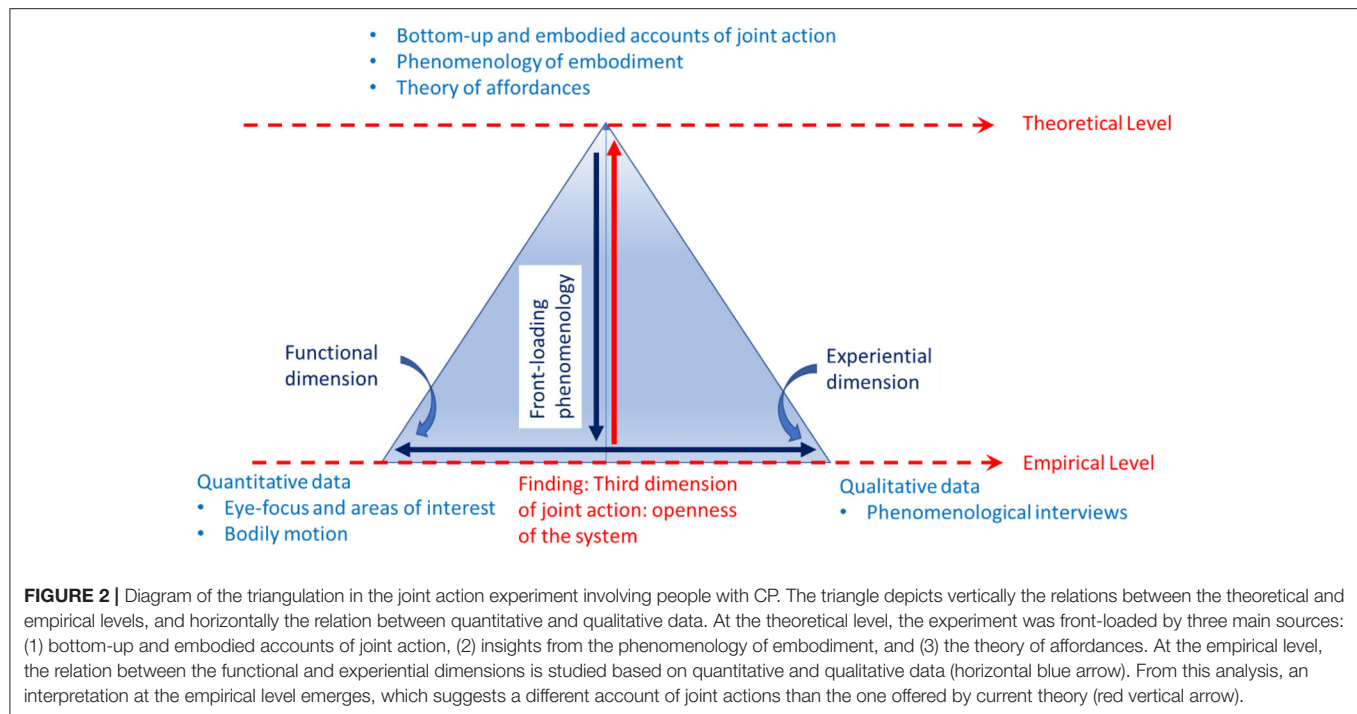 • Bottom-up and embodied accounts of joint action
• Phenomenology of embodiment
• Theory of affordances
Theoretical Level
Front-loading
phenomenology
Functional
dimension
Experiential
dimension
Empirical Level
Quantitative data
• Eye-focus and areas of interest
• Bodily motion
Finding: Third dimension
of joint action: openness
of the system
Qualitative data
• Phenomenological interviews
FIGURE 2 | Diagram of the triangulation in the joint action experiment involving people with CP. The triangle depicts vertically the relations between the theoretical and
empirical levels, and horizontally the relation between quantitative and qualitative data. At the theoretical level, the experiment was front-loaded by three main sources:
(1) bottom-up and embodied accounts of joint action, (2) insights from the phenomenology of embodiment, and (3) the theory of affordances. At the empirical level,
the relation between the functional and experiential dimensions is studied based on quantitative and qualitative data (horizontal blue arrow). From this analysis, an
interpretation at the empirical level emerges, which suggests a different account of joint actions than the one offered by current theory (red vertical arrow).